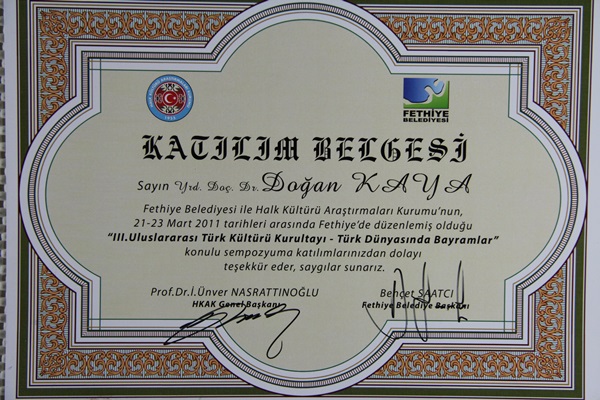 FETHİYE
BELEDİYESİ
KATILIM BELGESİ
Sayın Yrd. Doç. Dr. Doğan KAYA
Fethiye Belediyesi ile Halk Kültürü Araştırmaları Kurumu'nun,
21-23 Mart 2011 tarihleri arasında Fethiye'de düzenlemiş olduğu
"III.Uluslararası Türk Kültürü Kurultayı - Türk Dünyasında Bayramlar"
konulu sempozyuma katılımlarınızdan dolayı
teşekkür eder, saygılar sunarız.
Prof.Dr.İ.Ünver NASRATTINOĞLU
HKAK Genel Başkanı
Behçet SAATCI
Fethiye Belediye Başkanı